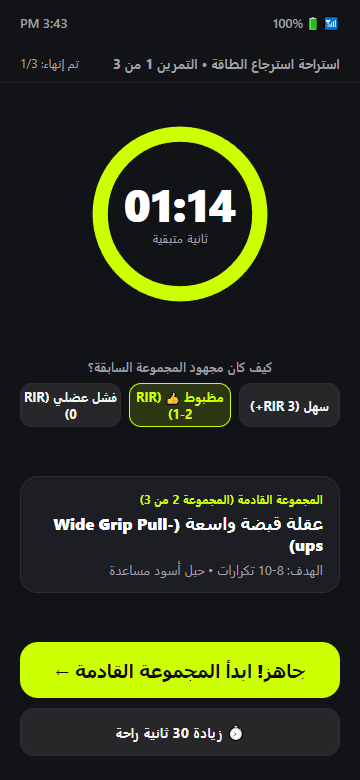 PM 3:43
100% 🔋 📶
استراحة استرجاع الطاقة • التمرين 1 من 3
تم إنهاء: 1/3
01:14
ثانية متبقية
كيف كان مجهود المجموعة السابقة؟
سهل (RIR 3+)
مظبوط 👍 (RIR
1-2)
فشل عضلي (RIR
0)
المجموعة القادمة (المجموعة 2 من 3)
عقلة قبضة واسعة (Wide Grip Pull-
ups)
الهدف: 8-10 تكرارات • حبل أسود مساعدة
جاهز! ابدأ المجموعة القادمة ←
⏱️ زيادة 30 ثانية راحة